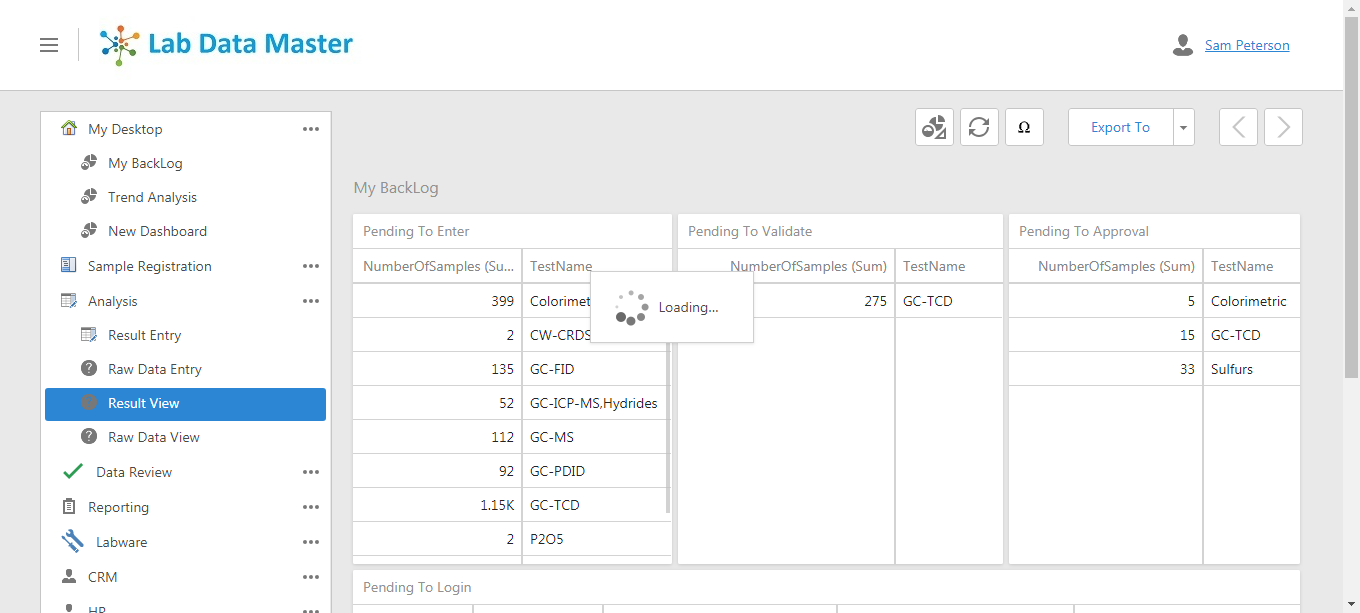 Lab Data Master
Sam Peterson
My Desktop
My BackLog
Trend Analysis
New Dashboard
Sample Registration
Analysis
Result Entry
Raw Data Entry
Result View
Raw Data View
Data Review
Reporting
Labware
CRM
HR
Ω
Export To
My BackLog
Pending To Enter
NumberOfSamples (Su... TestName
399 Colorimet
2 CW-CRDS
135 GC-FID
52 GC-ICP-MS,Hydrides
112 GC-MS
92 GC-PDID
1.15K GC-TCD
2 P2O5
Pending To Validate
NumberOfSamples (Sum) TestName
275 GC-TCD
Loading...
Pending To Approval
NumberOfSamples (Sum) TestName
5 Colorimetric
15 GC-TCD
33 Sulfurs
Pending To Login